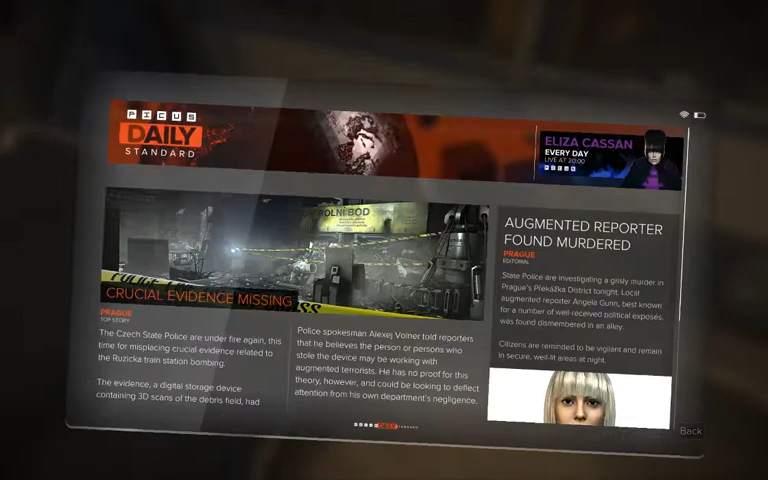 PICUS
DAILY
STANDARD
ELIZA CASSAN
EVERY DAY
LIVE AT 20:00
PICUS
ROLNI BOD
POLICE
CRUCIAL EVIDENCE MISSING
PRAGUE
TOP STORY
The Czech State Police are under fire again, this
time for misplacing crucial evidence related to
the Ruzicka train station bombing.
The evidence, a digital storage device
containing 3D scans of the debris field, had
Police spokesman Alexej Volner told reporters
that he believes the person or persons who
stole the device may be working with
augmented terrorists. He has no proof for this
theory, however, and could be looking to deflect
attention from his own department's negligence.
AUGMENTED REPORTER
FOUND MURDERED
PRAGUE
EDITORIAL
State Police are investigating a grisly murder in
Prague's Překážka District tonight. Local
augmented reporter Angela Gunn, best known
for a number of well-received political exposés,
was found dismembered in an alley.
Citizens are reminded to be vigilant and remain
in secure, well-lit areas at night.
PICUS DAILY STANDARD
Back